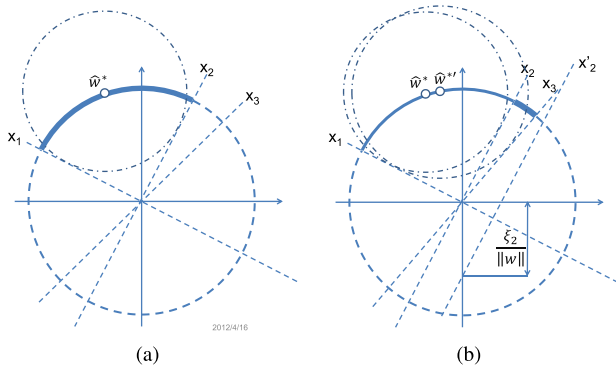 ŵ*
x₂
x₃
x₁
2012/4/16
(a)
x'₂
ŵ* ŵ*′
x₂
x₃
x₁
ξ₂
‖w‖
(b)